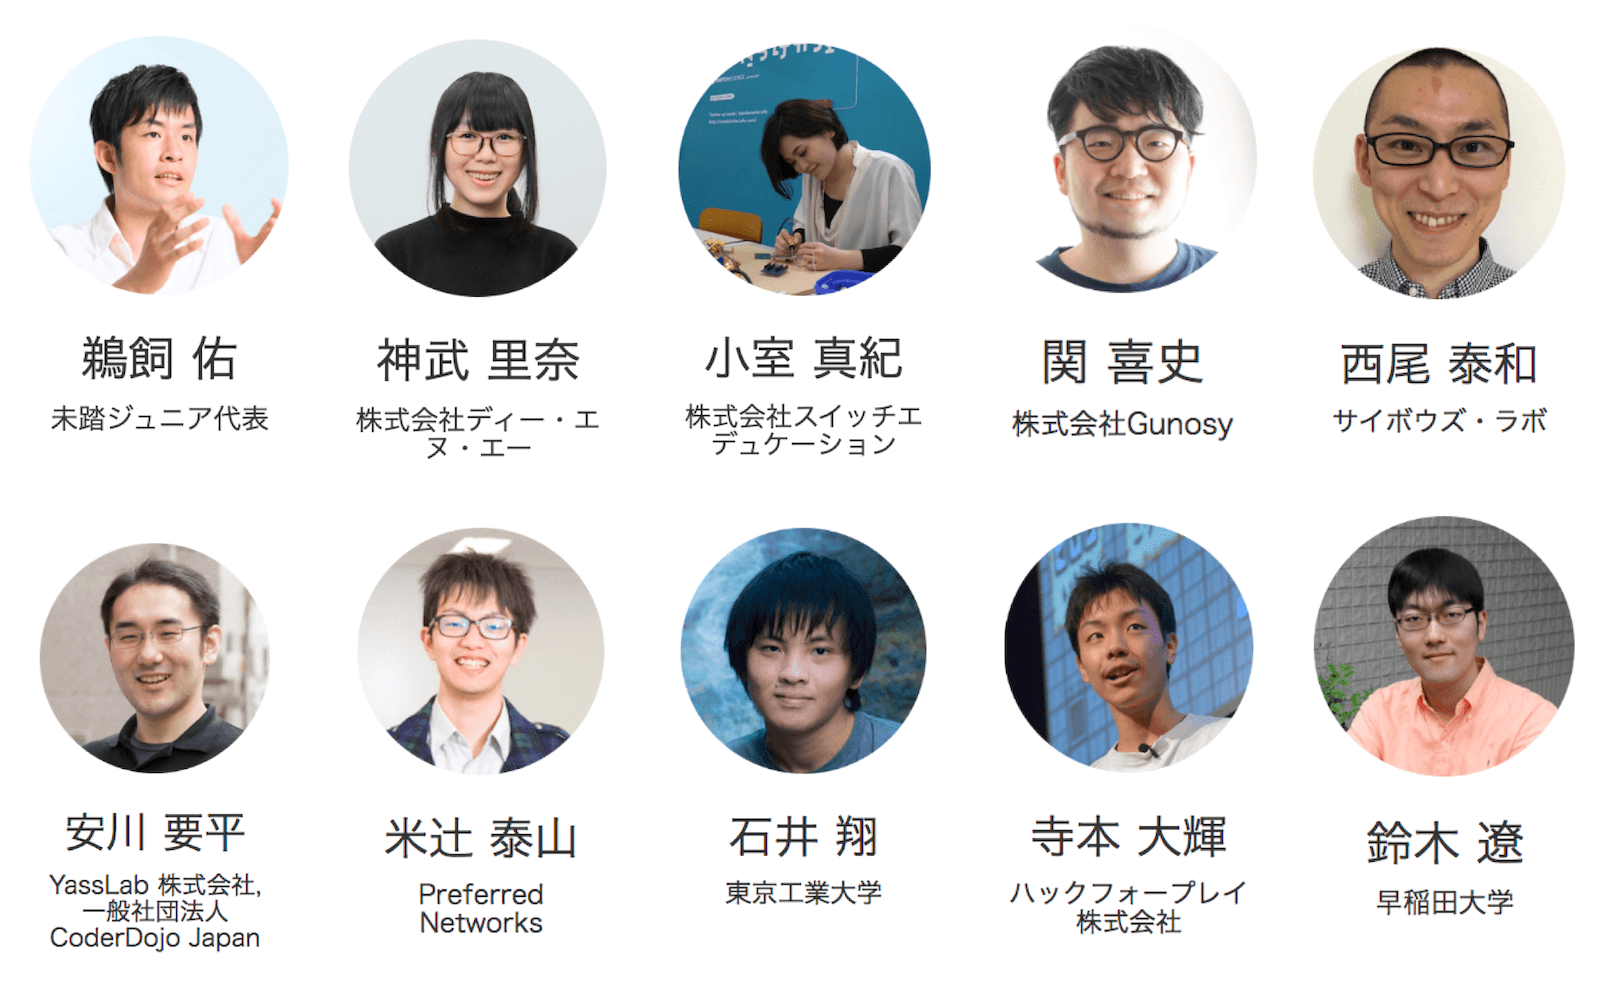 鵜飼 佑
未踏ジュニア代表
神武 里奈
株式会社ディー・エ
ヌ・エー
小室 真紀
株式会社スイッチエ
デュケーション
関 喜史
株式会社Gunosy
西尾 泰和
サイボウズ・ラボ
安川 要平
YassLab 株式会社,
一般社団法人
CoderDojo Japan
米辻 泰山
Preferred
Networks
石井 翔
東京工業大学
寺本 大輝
ハックフォープレイ
株式会社
鈴木 遼
早稲田大学